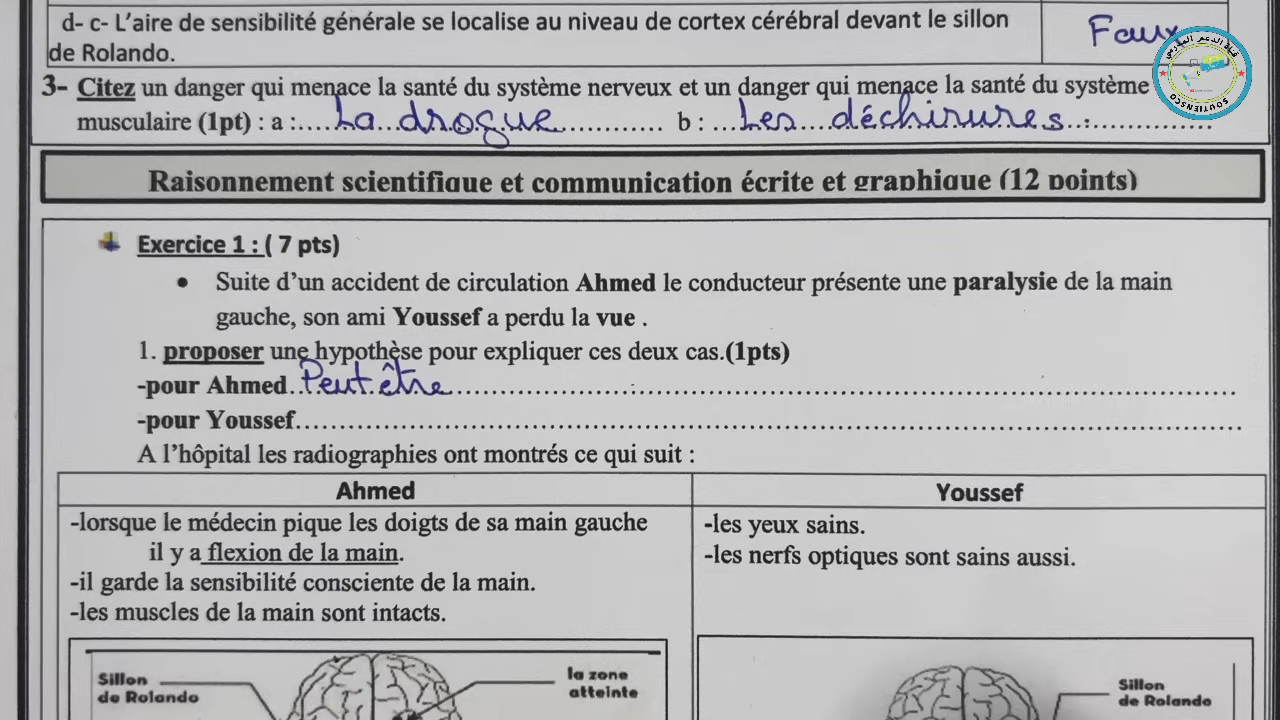 d- c- L'aire de sensibilité générale se localise au niveau de cortex cérébral devant le sillon
de Rolando.
Faux
3- Citez un danger qui menace la santé du système nerveux et un danger qui menace la santé du système
musculaire (1pt) : a :....La...drogue............ b : ...Les....déchirures..:.............
قناة الدعم المدرسي
SOUTIENSCO
Raisonnement scientifique et communication écrite et graphique (12 points)
Exercice 1 : ( 7 pts)
• Suite d'un accident de circulation Ahmed le conducteur présente une paralysie de la main
gauche, son ami Youssef a perdu la vue .
1. proposer une hypothèse pour expliquer ces deux cas.(1pts)
-pour Ahmed..Peut être..........................................................................
-pour Youssef..........................................................................................
A l'hôpital les radiographies ont montrés ce qui suit :
Ahmed
Youssef
-lorsque le médecin pique les doigts de sa main gauche
il y a flexion de la main.
-il garde la sensibilité consciente de la main.
-les muscles de la main sont intacts.
-les yeux sains.
-les nerfs optiques sont sains aussi.
Sillon
de Rolando
la zone
atteinte
Sillon
de Rolando